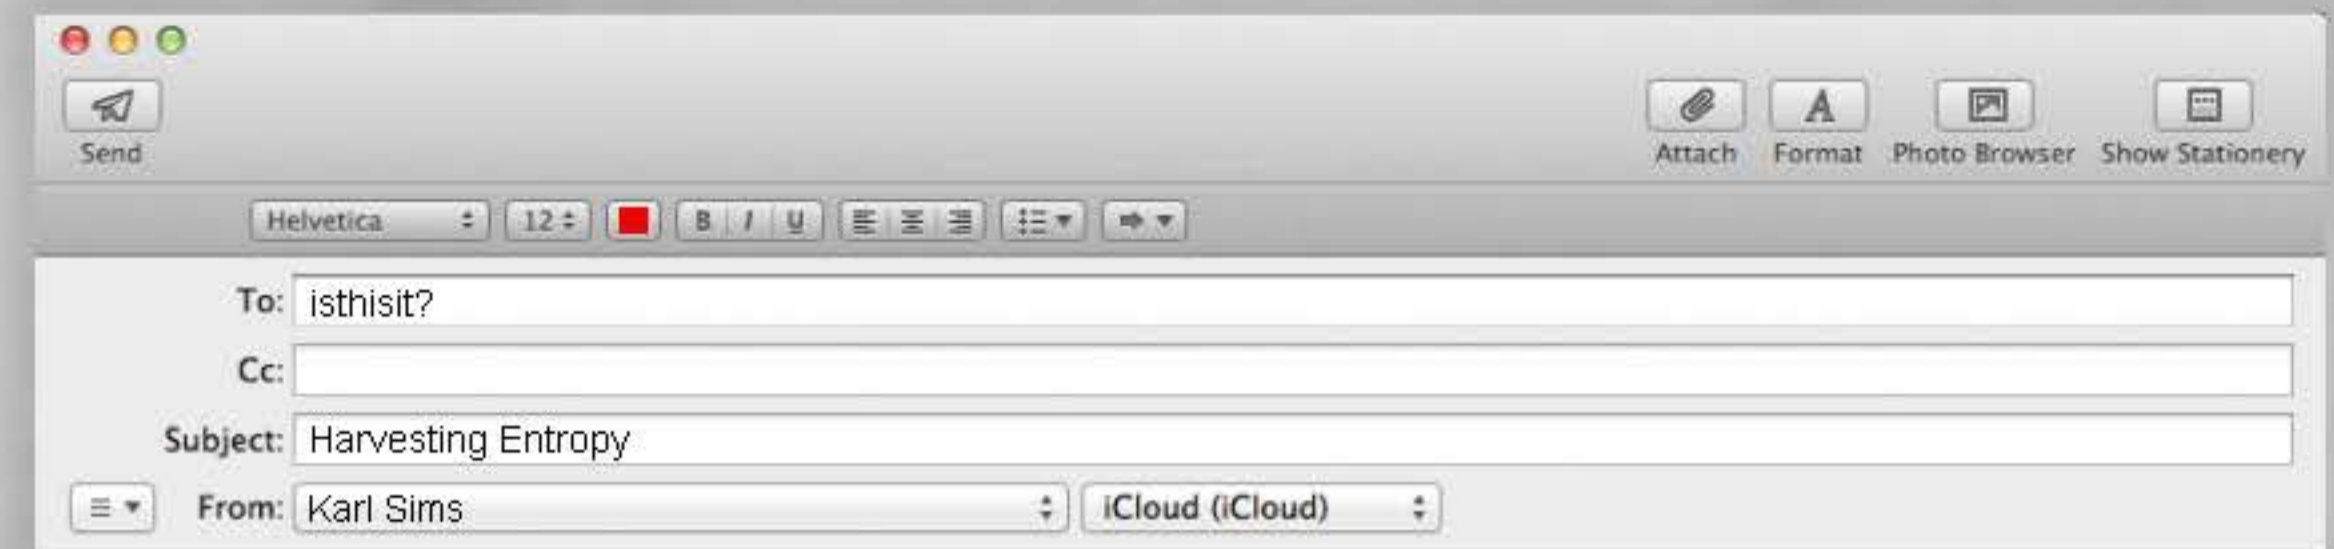 Send
Attach Format Photo Browser Show Stationery
Helvetica 12 B I U
To: isthisit?
Cc:
Subject: Harvesting Entropy
From: Karl Sims iCloud (iCloud)